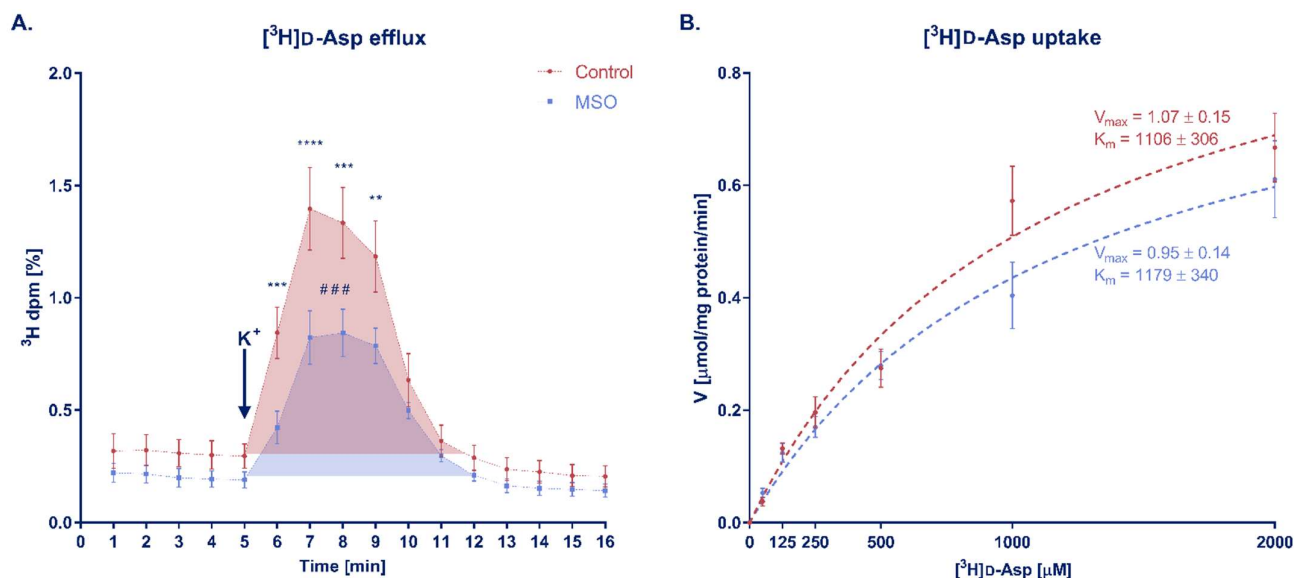 A.
[³H]D-Asp efflux
³H dpm [%]
2.0
1.5
1.0
0.5
0.0
Control
MSO
****
***
**
***
###
K⁺
0 1 2 3 4 5 6 7 8 9 10 11 12 13 14 15 16
Time [min]
B.
[³H]D-Asp uptake
V [µmol/mg protein/min]
0.8
0.6
0.4
0.2
0.0
Vmax = 1.07 ± 0.15
Km = 1106 ± 306
Vmax = 0.95 ± 0.14
Km = 1179 ± 340
0 125 250 500 1000 2000
[³H]D-Asp [µM]